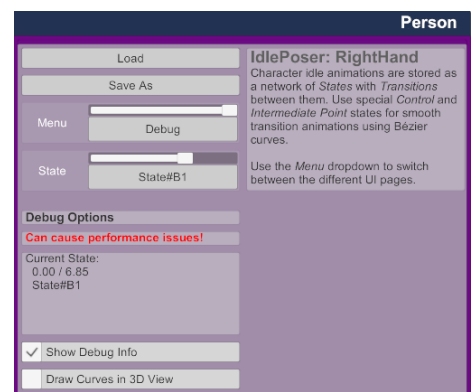 Person
Load
Save As
Menu
Debug
State
State#B1
IdlePoser: RightHand
Character idle animations are stored as
a network of States with Transitions
between them. Use special Control and
Intermediate Point states for smooth
transition animations using Bézier
curves.
Use the Menu dropdown to switch
between the different UI pages.
Debug Options
Can cause performance issues!
Current State:
0.00 / 6.85
State#B1
Show Debug Info
Draw Curves in 3D View